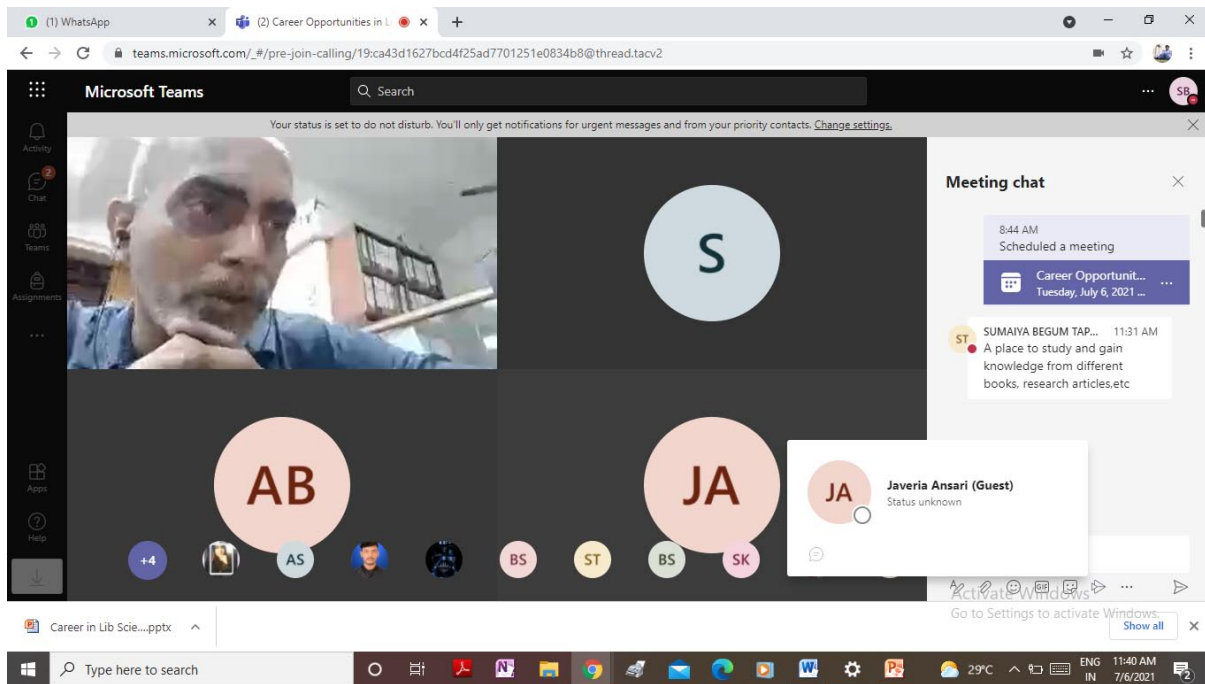 (1) WhatsApp
(2) Career Opportunities in Li
teams.microsoft.com/_#/pre-join-calling/19:ca43d1627bcd4f25ad7701251e0834b8@thread.tacv2
Microsoft Teams
Search
SB
Your status is set to do not disturb. You'll only get notifications for urgent messages and from your priority contacts. Change settings.
Activity
2
Chat
Teams
Assignments
Apps
Help
S
AB
JA
+4
AS
BS
ST
BS
SK
Meeting chat
8:44 AM
Scheduled a meeting
Career Opportunit...
Tuesday, July 6, 2021 ...
ST
SUMAIYA BEGUM TAP... 11:31 AM
A place to study and gain
knowledge from different
books, research articles,etc
JA
Javeria Ansari (Guest)
Status unknown
GIF
Activate Windows
Go to Settings to activate Windows.
Career in Lib Scie....pptx
Show all
Type here to search
29°C
ENG
IN
11:40 AM
7/6/2021
2